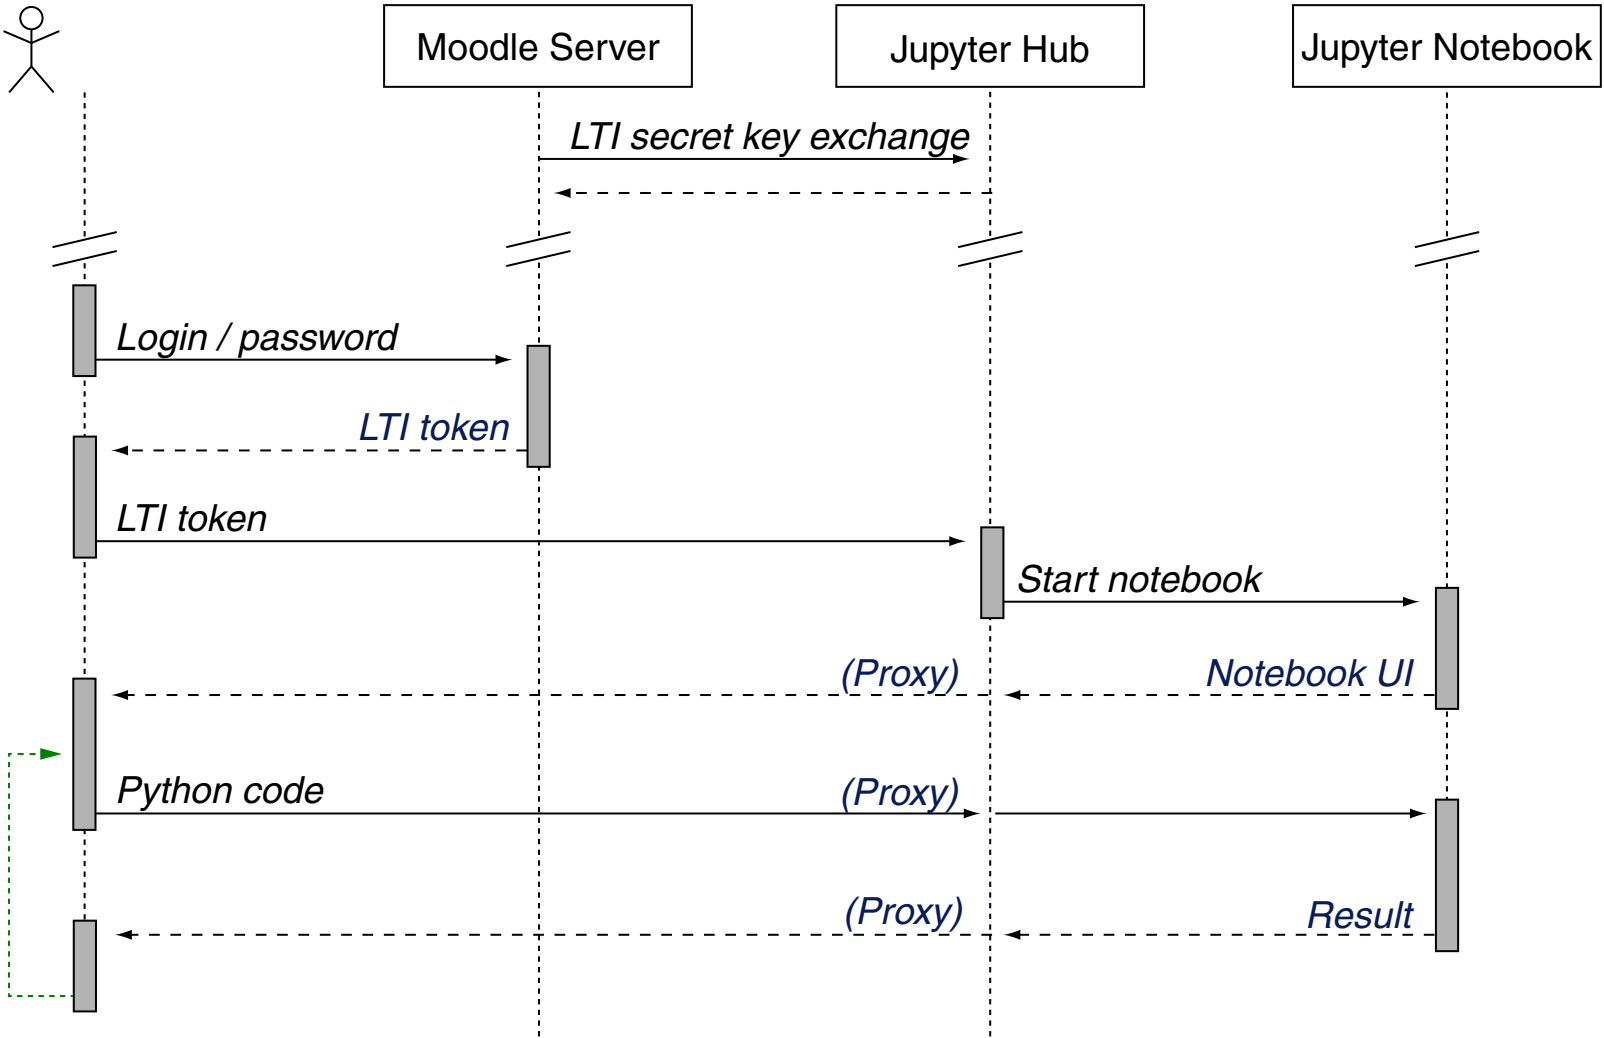 Moodle Server
Jupyter Hub
Jupyter Notebook
LTI secret key exchange
Login / password
LTI token
LTI token
Start notebook
(Proxy)
Notebook UI
Python code
(Proxy)
(Proxy)
Result